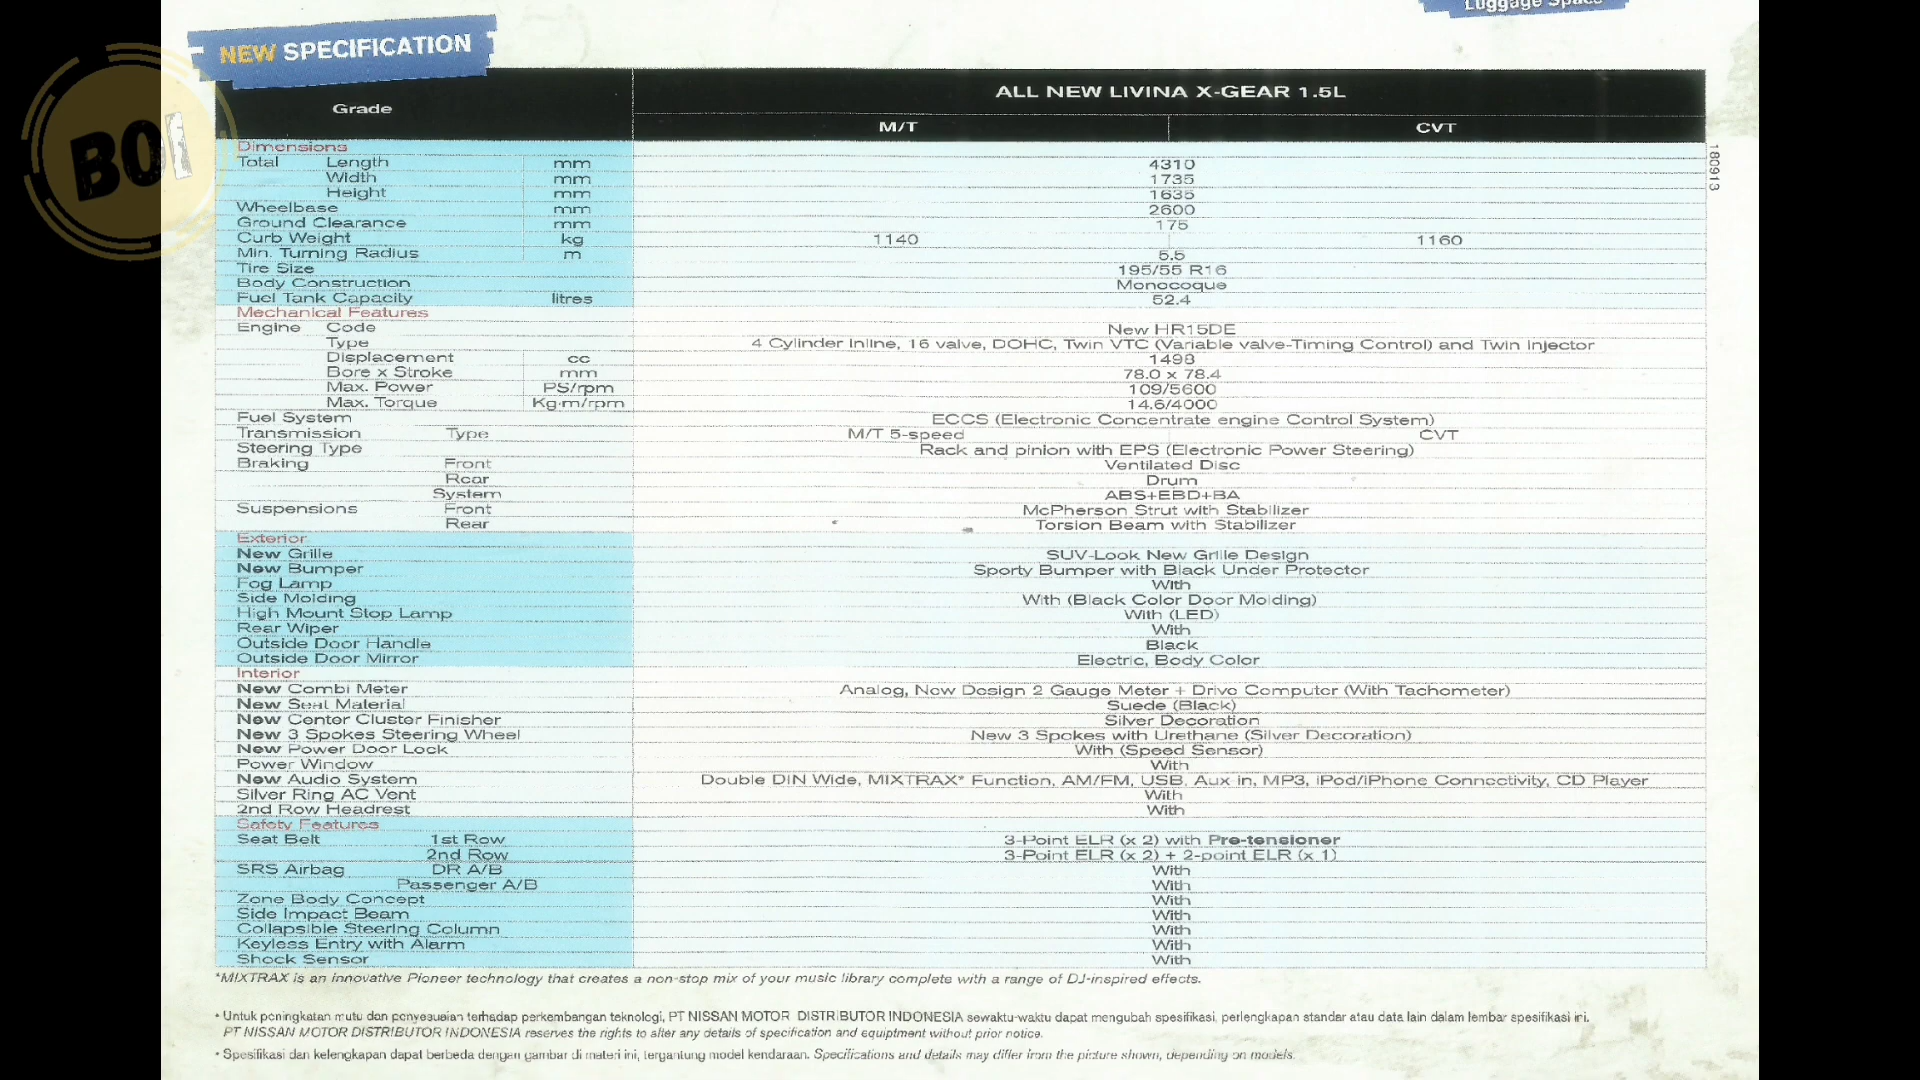 Luggage Space
NEW SPECIFICATION
BOI
Grade
ALL NEW LIVINA X-GEAR 1.5L
M/T CVT
180913
Dimensions
Total Length mm 4310
Width mm 1735
Height mm 1635
Wheelbase mm 2600
Ground Clearance mm 175
Curb Weight kg 1140 1160
Min. Turning Radius m 5.5
Tire Size 195/55 R16
Body Construction Monocoque
Fuel Tank Capacity litres 52.4
Mechanical Features
Engine Code New HR15DE
Type 4 Cylinder Inline, 16 valve, DOHC, Twin VTC (Variable valve-Timing Control) and Twin Injector
Displacement cc 1498
Bore x Stroke mm 78.0 x 78.4
Max. Power PS/rpm 109/5600
Max. Torque Kg·m/rpm 14.6/4000
Fuel System ECCS (Electronic Concentrate engine Control System)
Transmission Type M/T 5-speed CVT
Steering Type Rack and pinion with EPS (Electronic Power Steering)
Braking Front Ventilated Disc
Rear Drum
System ABS+EBD+BA
Suspensions Front McPherson Strut with Stabilizer
Rear Torsion Beam with Stabilizer
Exterior
New Grille SUV-Look New Grille Design
New Bumper Sporty Bumper with Black Under Protector
Fog Lamp With
Side Molding With (Black Color Door Molding)
High Mount Stop Lamp With (LED)
Rear Wiper With
Outside Door Handle Black
Outside Door Mirror Electric, Body Color
Interior
New Combi Meter Analog, New Design 2 Gauge Meter + Drive Computer (With Tachometer)
New Seat Material Suede (Black)
New Center Cluster Finisher Silver Decoration
New 3 Spokes Steering Wheel New 3 Spokes with Urethane (Silver Decoration)
New Power Door Lock With (Speed Sensor)
Power Window With
New Audio System Double DIN Wide, MIXTRAX* Function, AM/FM, USB, Aux in, MP3, iPod/iPhone Connectivity, CD Player
Silver Ring AC Vent With
2nd Row Headrest With
Safety Features
Seat Belt 1st Row 3-Point ELR (x 2) with Pre-tensioner
2nd Row 3-Point ELR (x 2) + 2-point ELR (x 1)
SRS Airbag DR A/B With
Passenger A/B With
Zone Body Concept With
Side Impact Beam With
Collapsible Steering Column With
Keyless Entry with Alarm With
Shock Sensor With
*MIXTRAX is an innovative Pioneer technology that creates a non-stop mix of your music library complete with a range of DJ-inspired effects.
• Untuk peningkatan mutu dan penyesuaian terhadap perkembangan teknologi, PT NISSAN MOTOR DISTRIBUTOR INDONESIA sewaktu-waktu dapat mengubah spesifikasi, perlengkapan standar atau data lain dalam lembar spesifikasi ini.
PT NISSAN MOTOR DISTRIBUTOR INDONESIA reserves the rights to alter any details of specification and equiptment without prior notice.
• Spesifikasi dan kelengkapan dapat berbeda dengan gambar di materi ini, tergantung model kendaraan. Specifications and details may differ from the picture shown, depending on models.